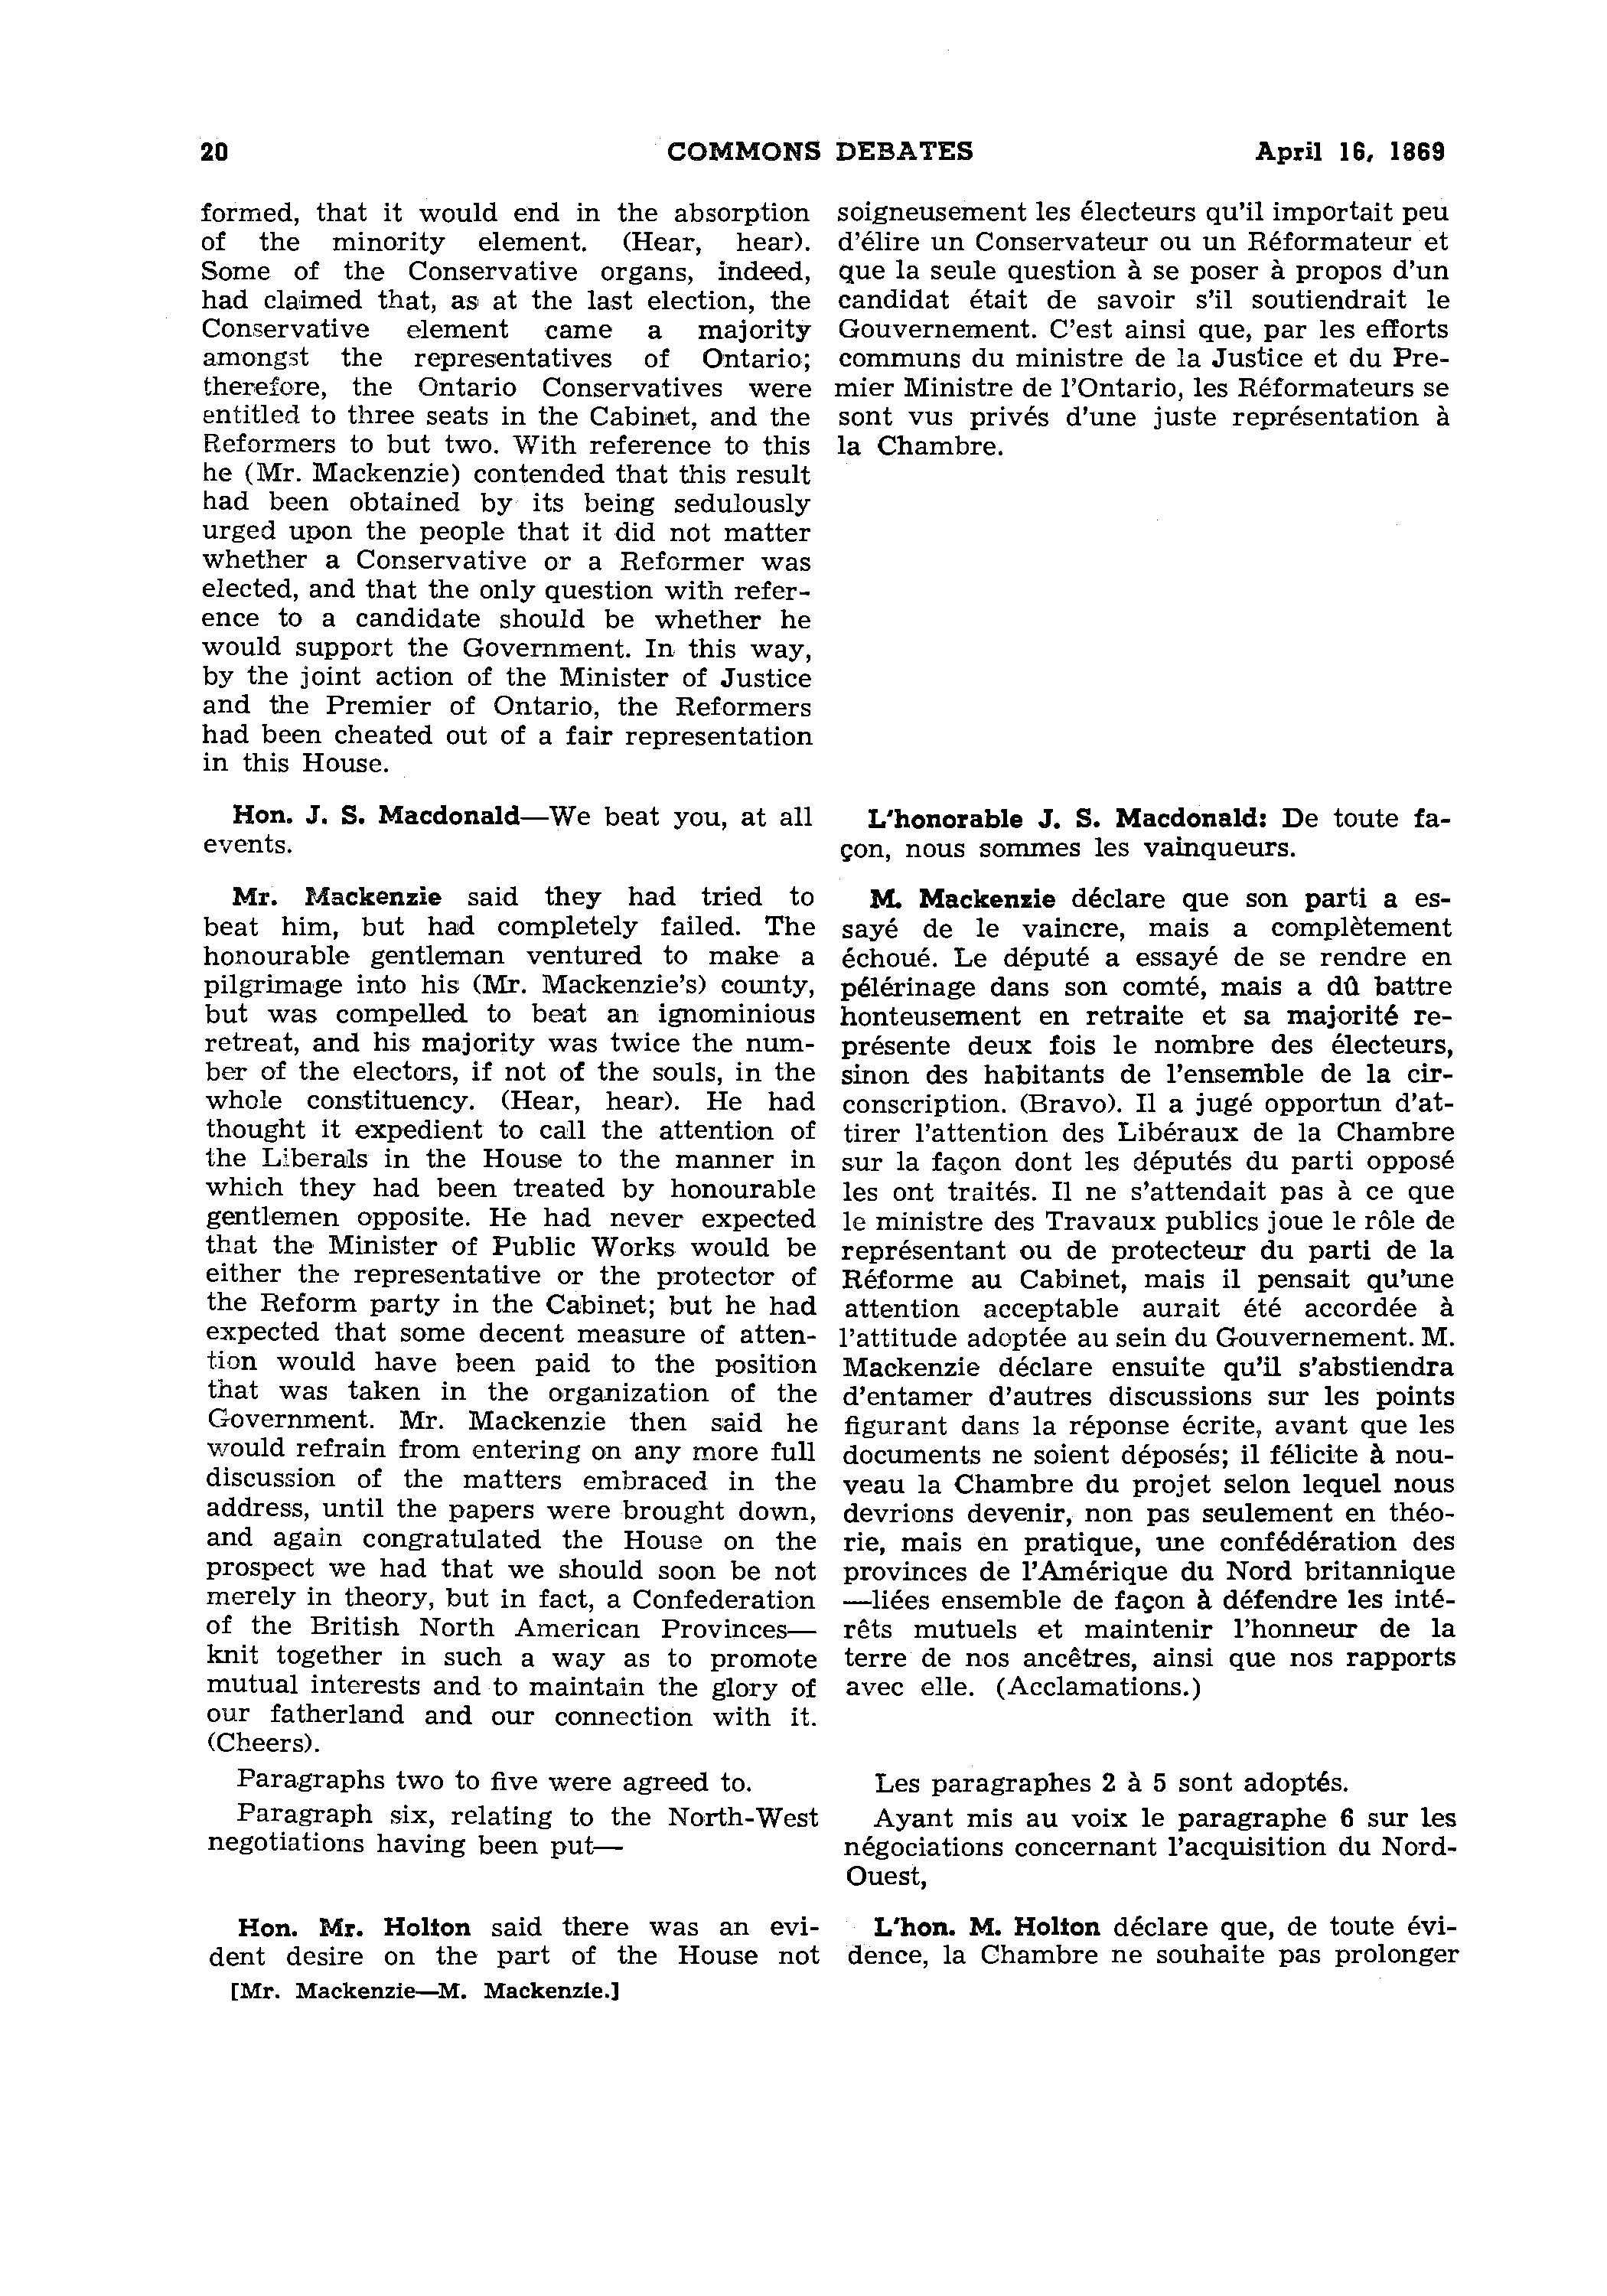 20 COMMONS DEBATES April 16, 1869
formed, that it would end in the absorption
of the minority element. (Hear, hear).
Some of the Conservative organs, indeed,
had claimed that, as at the last election, the
Conservative element came a majority
amongst the representatives of Ontario;
therefore, the Ontario Conservatives were
entitled to three seats in the Cabinet, and the
Reformers to but two. With reference to this
he (Mr. Mackenzie) contended that this result
had been obtained by its being sedulously
urged upon the people that it did not matter
whether a Conservative or a Reformer was
elected, and that the only question with refer-
ence to a candidate should be whether he
would support the Government. In this way,
by the joint action of the Minister of Justice
and the Premier of Ontario, the Reformers
had been cheated out of a fair representation
in this House.
Hon. J. S. Macdonald—We beat you, at all
events.
Mr. Mackenzie said they had tried to
beat him, but had completely failed. The
honourable gentleman ventured to make a
pilgrimage into his (Mr. Mackenzie's) county,
but was compelled to beat an ignominious
retreat, and his majority was twice the num-
ber of the electors, if not of the souls, in the
whole constituency. (Hear, hear). He had
thought it expedient to call the attention of
the Liberals in the House to the manner in
which they had been treated by honourable
gentlemen opposite. He had never expected
that the Minister of Public Works would be
either the representative or the protector of
the Reform party in the Cabinet; but he had
expected that some decent measure of atten-
tion would have been paid to the position
that was taken in the organization of the
Government. Mr. Mackenzie then said he
would refrain from entering on any more full
discussion of the matters embraced in the
address, until the papers were brought down,
and again congratulated the House on the
prospect we had that we should soon be not
merely in theory, but in fact, a Confederation
of the British North American Provinces—
knit together in such a way as to promote
mutual interests and to maintain the glory of
our fatherland and our connection with it.
(Cheers).
Paragraphs two to five were agreed to.
Paragraph six, relating to the North-West
negotiations having been put—
Hon. Mr. Holton said there was an evi-
dent desire on the part of the House not
[Mr. Mackenzie—M. Mackenzie.]
soigneusement les électeurs qu'il importait peu
d'élire un Conservateur ou un Réformateur et
que la seule question à se poser à propos d'un
candidat était de savoir s'il soutiendrait le
Gouvernement. C'est ainsi que, par les efforts
communs du ministre de la Justice et du Pre-
mier Ministre de l'Ontario, les Réformateurs se
sont vus privés d'une juste représentation à
la Chambre.
L'honorable J. S. Macdonald: De toute fa-
çon, nous sommes les vainqueurs.
M. Mackenzie déclare que son parti a es-
sayé de le vaincre, mais a complètement
échoué. Le député a essayé de se rendre en
pélérinage dans son comté, mais a dû battre
honteusement en retraite et sa majorité re-
présente deux fois le nombre des électeurs,
sinon des habitants de l'ensemble de la cir-
conscription. (Bravo). Il a jugé opportun d'at-
tirer l'attention des Libéraux de la Chambre
sur la façon dont les députés du parti opposé
les ont traités. Il ne s'attendait pas à ce que
le ministre des Travaux publics joue le rôle de
représentant ou de protecteur du parti de la
Réforme au Cabinet, mais il pensait qu'une
attention acceptable aurait été accordée à
l'attitude adoptée au sein du Gouvernement. M.
Mackenzie déclare ensuite qu'il s'abstiendra
d'entamer d'autres discussions sur les points
figurant dans la réponse écrite, avant que les
documents ne soient déposés; il félicite à nou-
veau la Chambre du projet selon lequel nous
devrions devenir, non pas seulement en théo-
rie, mais en pratique, une confédération des
provinces de l'Amérique du Nord britannique
—liées ensemble de façon à défendre les inté-
rêts mutuels et maintenir l'honneur de la
terre de nos ancêtres, ainsi que nos rapports
avec elle. (Acclamations.)
Les paragraphes 2 à 5 sont adoptés.
Ayant mis au voix le paragraphe 6 sur les
négociations concernant l'acquisition du Nord-
Ouest,
L'hon. M. Holton déclare que, de toute évi-
dence, la Chambre ne souhaite pas prolonger